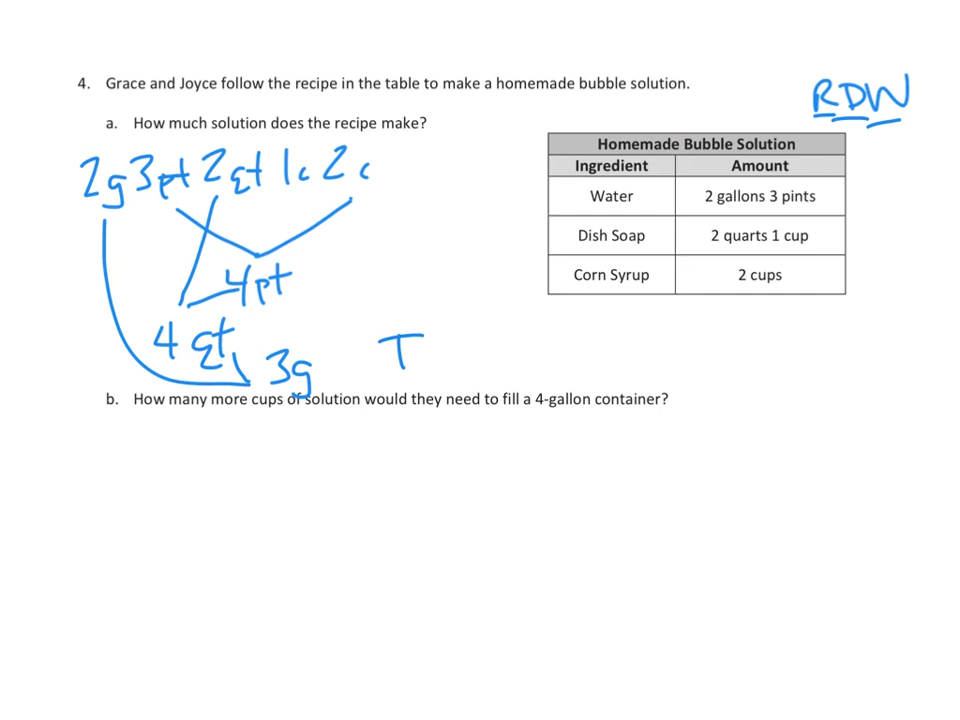 4. Grace and Joyce follow the recipe in the table to make a homemade bubble solution.
RDW
a. How much solution does the recipe make?
Homemade Bubble Solution
Ingredient Amount
Water 2 gallons 3 pints
Dish Soap 2 quarts 1 cup
Corn Syrup 2 cups
2g 3pt 2qt 1c 2c
4pt
4 qt 3g T
b. How many more cups of solution would they need to fill a 4-gallon container?